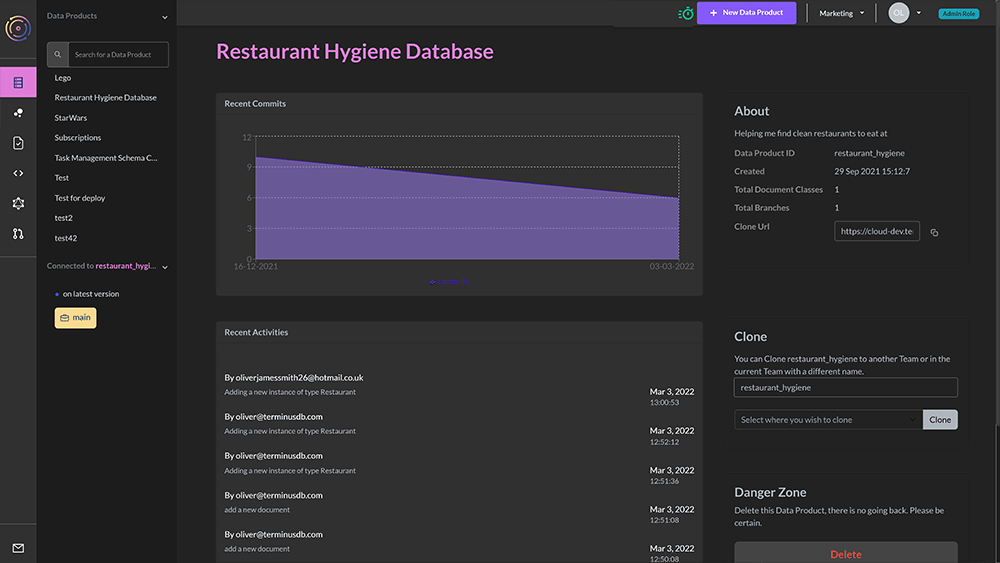 Data Products
New Data Product
Marketing
OL
Admin Role
Search for a Data Product
Lego
Restaurant Hygiene Database
StarWars
Subscriptions
Task Management Schema C...
Test
Test for deploy
test2
test42
Connected to restaurant_hygi...
on latest version
main
Restaurant Hygiene Database
Recent Commits
12
9
6
3
0
16-12-2021
03-03-2022
Recent Activities
By oliverjamessmith26@hotmail.co.uk
Adding a new instance of type Restaurant
Mar 3, 2022
13:00:53
By oliver@terminusdb.com
Adding a new instance of type Restaurant
Mar 3, 2022
12:52:12
By oliver@terminusdb.com
Adding a new instance of type Restaurant
Mar 3, 2022
12:51:36
By oliver@terminusdb.com
add a new document
Mar 3, 2022
12:51:08
By oliver@terminusdb.com
add a new document
Mar 3, 2022
12:50:08
About
Helping me find clean restaurants to eat at
Data Product ID restaurant_hygiene
Created 29 Sep 2021 15:12:7
Total Document Classes 1
Total Branches 1
Clone Url https://cloud-dev.te
Clone
You can Clone restaurant_hygiene to another Team or in the
current Team with a different name.
restaurant_hygiene
Select where you wish to clone
Clone
Danger Zone
Delete this Data Product, there is no going back. Please be
certain.
Delete